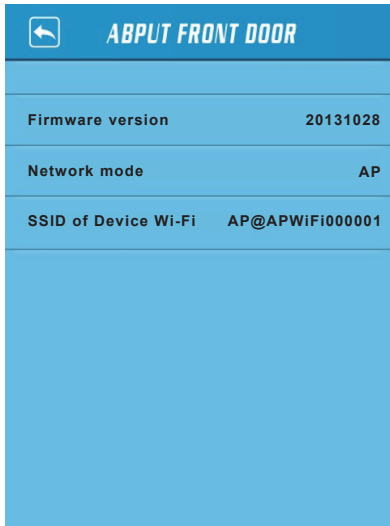 ABPUT FRONT DOOR
Firmware version 20131028
Network mode AP
SSID of Device Wi-Fi AP@APWiFi000001